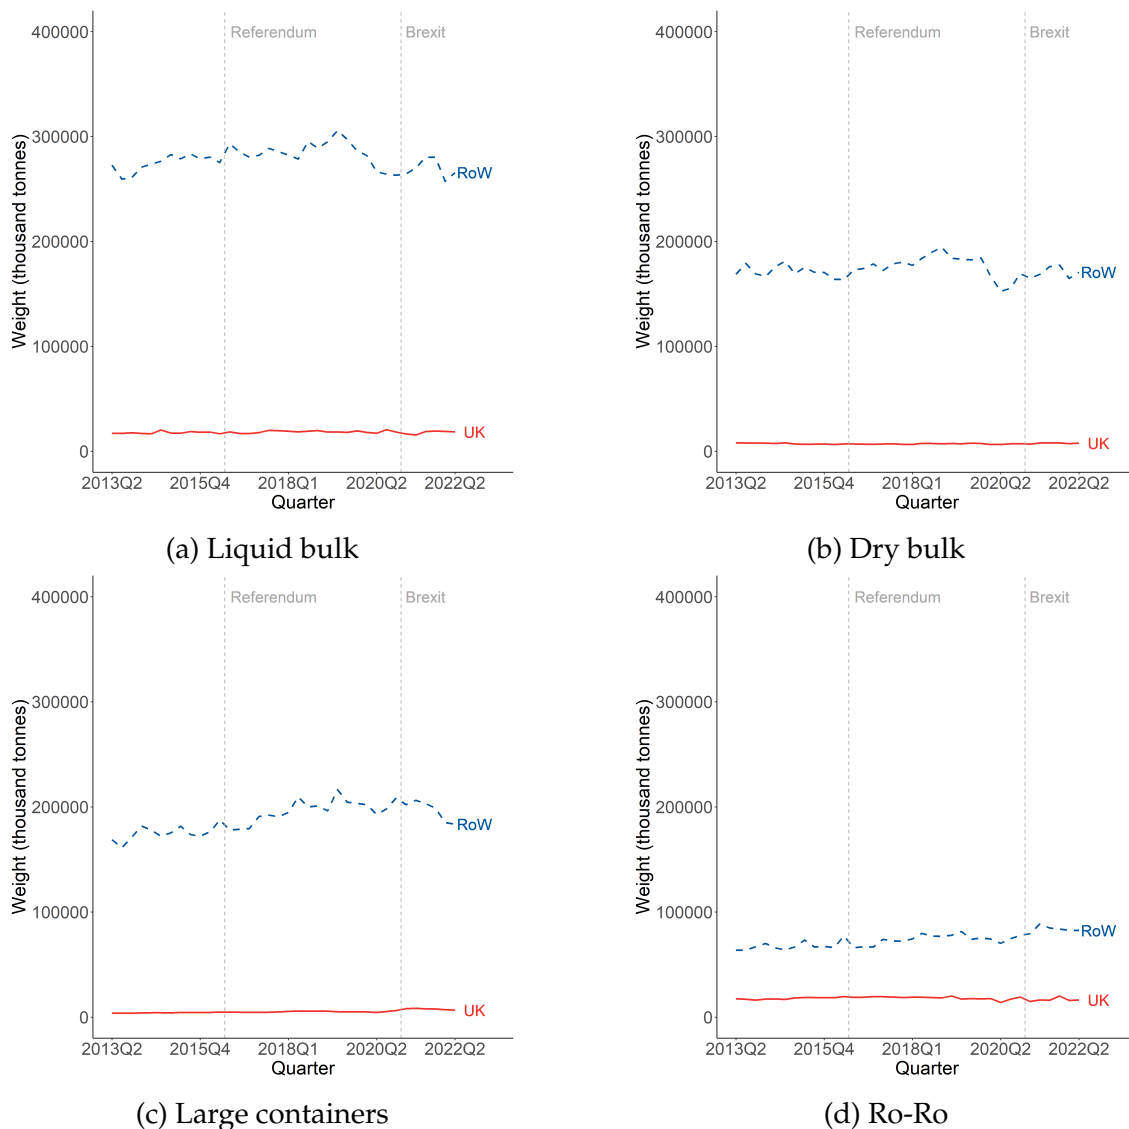 Weight (thousand tonnes)
400000
300000
200000
100000
0
Referendum
Brexit
RoW
UK
2013Q2 2015Q4 2018Q1 2020Q2 2022Q2
Quarter
(a) Liquid bulk
Weight (thousand tonnes)
400000
300000
200000
100000
0
Referendum
Brexit
RoW
UK
2013Q2 2015Q4 2018Q1 2020Q2 2022Q2
Quarter
(b) Dry bulk
Weight (thousand tonnes)
400000
300000
200000
100000
0
Referendum
Brexit
RoW
UK
2013Q2 2015Q4 2018Q1 2020Q2 2022Q2
Quarter
(c) Large containers
Weight (thousand tonnes)
400000
300000
200000
100000
0
Referendum
Brexit
RoW
UK
2013Q2 2015Q4 2018Q1 2020Q2 2022Q2
Quarter
(d) Ro-Ro